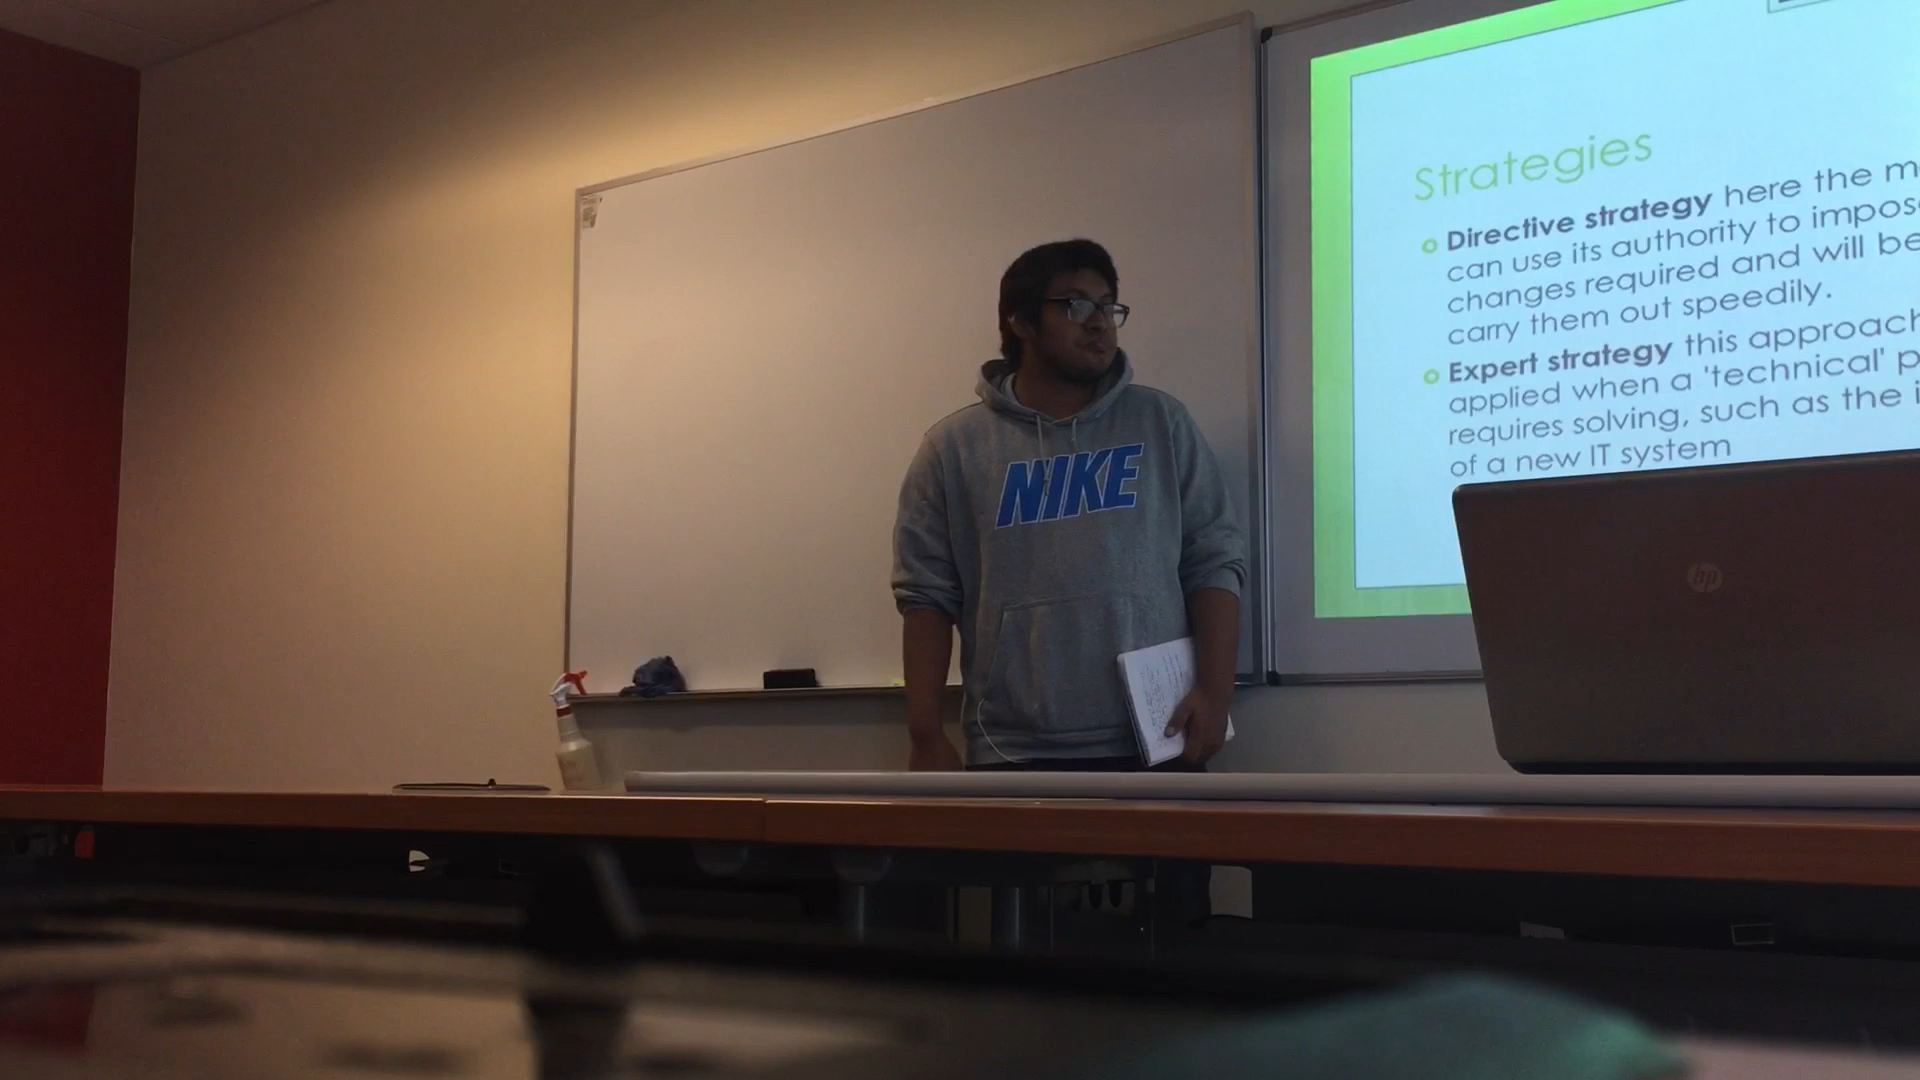 Strategies
Directive strategy here the
can use its authority to
changes required and will be
carry them out speedily.
Expert strategy this approach
applied when a 'technical'
requires solving, such as the
of a new IT system
NIKE
hp